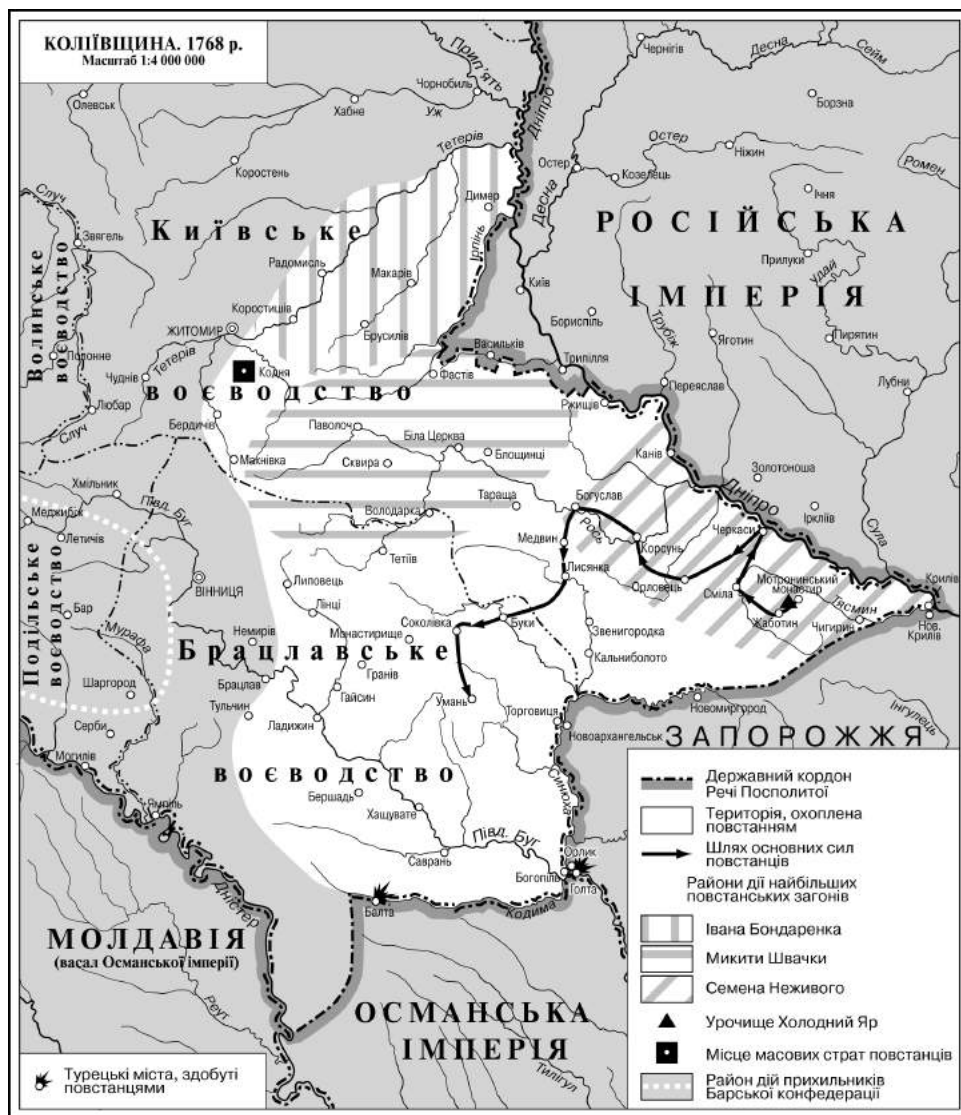 КОЛІЇВЩИНА. 1768 р.
Масштаб 1:4 000 000
Прип'ять
Чернігів
Десна
Сейм
Чорнобиль
Олевськ
Хабне
Уж
Борзна
Дніпро
Тетерів
Остер
Ніжин
Ромен
Коростень
Остер
Козелець
Случ
Десна
Ічня
Димер
Київське
РОСІЙСЬКА
Звягель
Ірпінь
Радомисль
Макарів
Прилуки
Удай
Волинське
воєводство
Київ
ІМПЕРІЯ
Коростишів
Бориспіль
ЖИТОМИР
Брусилів
Трубіж
Яготин
Пирятин
Полонне
Васильків
Трипілля
Тетерів
Кодня
Фастів
Чуднів
воєводство
Переяслав
Лубни
Любар
Ржищів
Случ
Бердичів
Паволоч
Біла Церква
Канів
Махнівка
Сквира
Блощинці
Золотоноша
Хмільник
Півд. Буг
Тараща
Богуслав
Дніпро
Меджибіж
Володарка
Рось
Черкаси
Іркліїв
Сула
Летичів
Медвин
Корсунь
Подільське
воєводство
Тетіїв
Мотронинський
монастир
Крилів
ВІННИЦЯ
Липовець
Лисянка
Орловець
Сміла
Тясмин
Бар
Лінці
Жаботин
Чигирин
Нов.
Крилів
Мурафа
Немирів
Монастирище
Соколівка
Буки
Звенигородка
Брацлавське
Кальниболото
Шаргород
Брацлав
Гранів
Гайсин
Умань
Тульчин
Торговиця
Новомиргород
Інгулець
Серби
Ладижин
Новоархангельськ
ЗАПОРОЖЖЯ
Могилів
воєводство
Синюха
Бершадь
Ямпіль
Хащувате
Півд. Буг
Саврань
Орлик
Богопіль
Голта
Дністер
Балта
Кодима
МОЛДАВІЯ
(васал Османської імперії)
ОСМАНСЬКА
ІМПЕРІЯ
Реут
Тилігул
Турецькі міста, здобуті
повстанцями
Державний кордон
Речі Посполитої
Територія, охоплена
повстанням
Шлях основних сил
повстанців
Райони дії найбільших
повстанських загонів
Івана Бондаренка
Микити Швачки
Семена Неживого
Урочище Холодний Яр
Місце масових страт повстанців
Район дій прихильників
Барської конфедерації